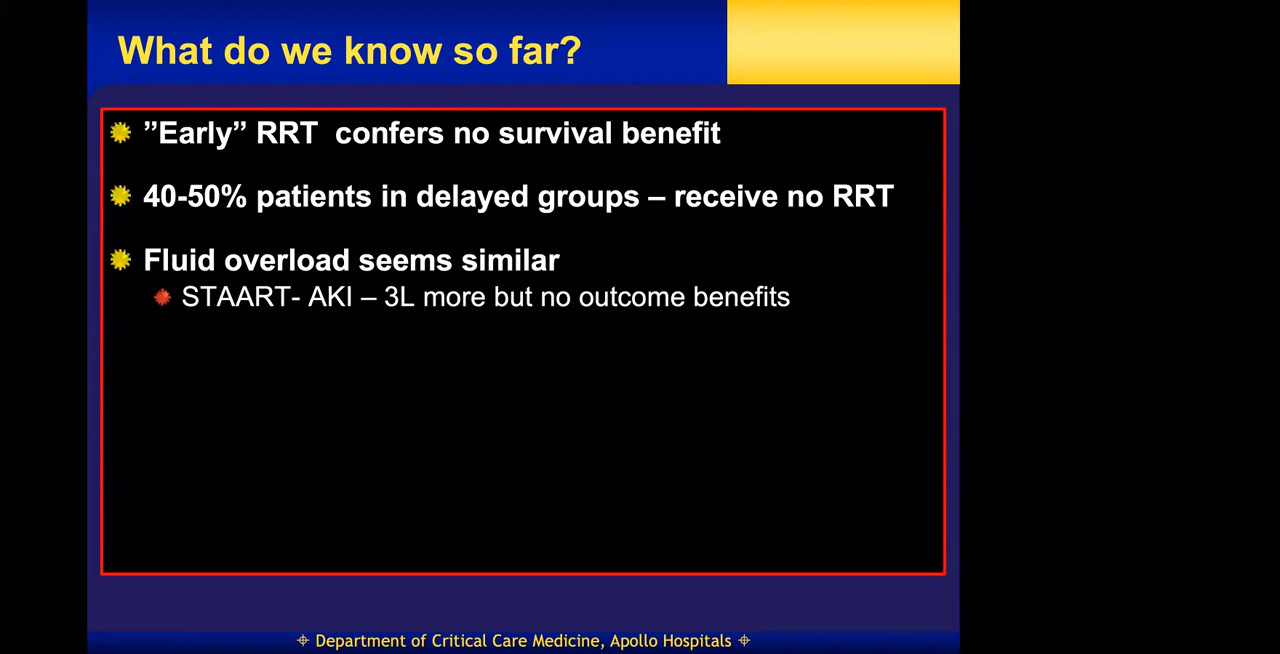 What do we know so far?
”Early” RRT confers no survival benefit
40-50% patients in delayed groups – receive no RRT
Fluid overload seems similar
STAART- AKI – 3L more but no outcome benefits
Department of Critical Care Medicine, Apollo Hospitals